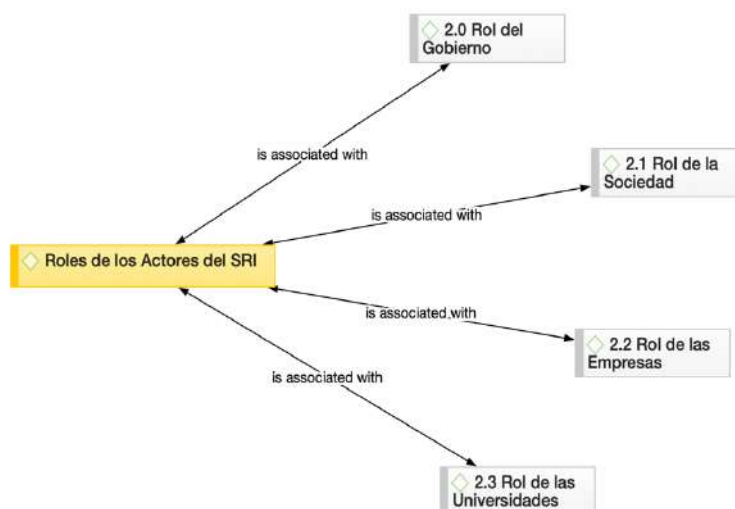 2.0 Rol del
Gobierno
is associated with
2.1 Rol de la
Sociedad
is associated with
Roles de los Actores del SRI
is associated with
2.2 Rol de las
Empresas
is associated with
2.3 Rol de las
Universidades